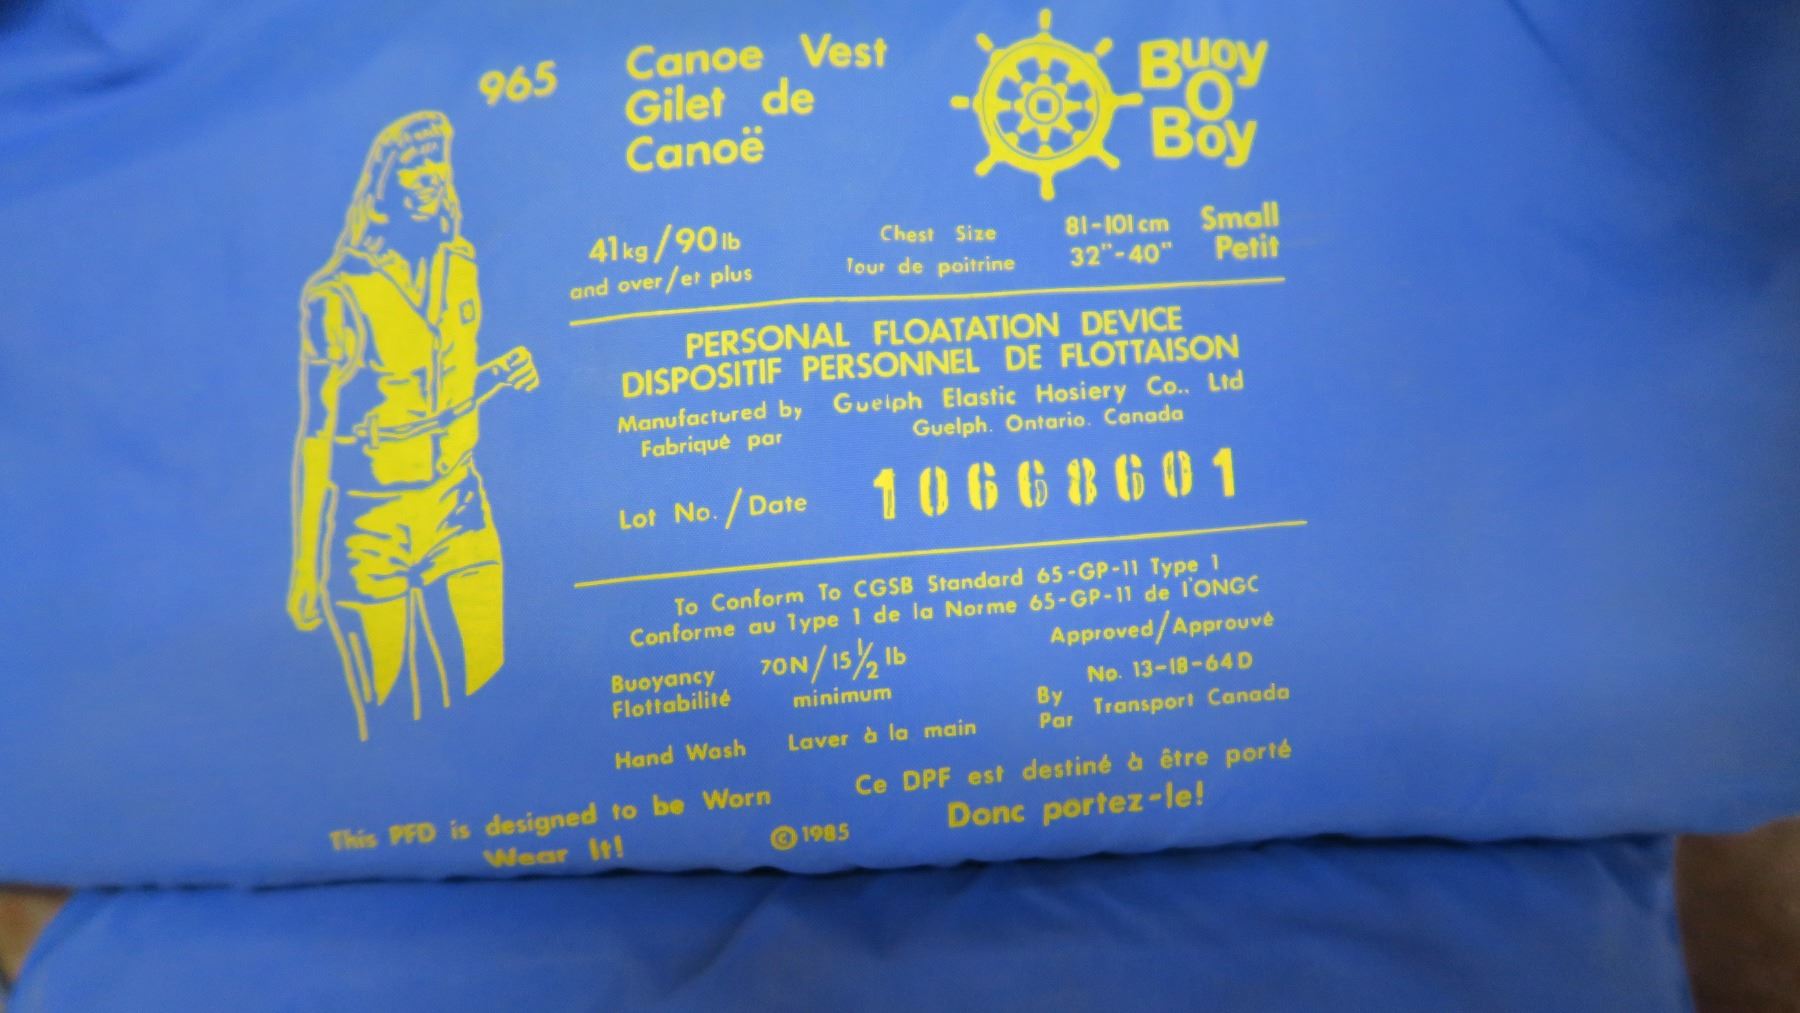 965
Canoe Vest
Gilet de
Canoë
Buoy
O
Boy
41kg/90lb
and over/et plus
Chest Size
Tour de poitrine
81-101cm
32"-40"
Small
Petit
PERSONAL FLOATATION DEVICE
DISPOSITIF PERSONNEL DE FLOTTAISON
Manufactured by
Fabriqué par
Guelph Elastic Hosiery Co.. Ltd
Guelph. Ontario. Canada
Lot No./Date
10668601
To Conform To CGSB Standard 65-GP-11 Type 1
Conforme au Type 1 de la Norme 65-GP-11 de l'ONGC
Buoyancy
Flottabilité
70N/15½ lb
minimum
Approved/Approuvé
No. 13-18-64D
By
Par
Transport Canada
Hand Wash
Laver à la main
This PFD is designed to be Worn
Wear It!
©1985
Ce DPF est destiné à être porté
Donc portez-le!